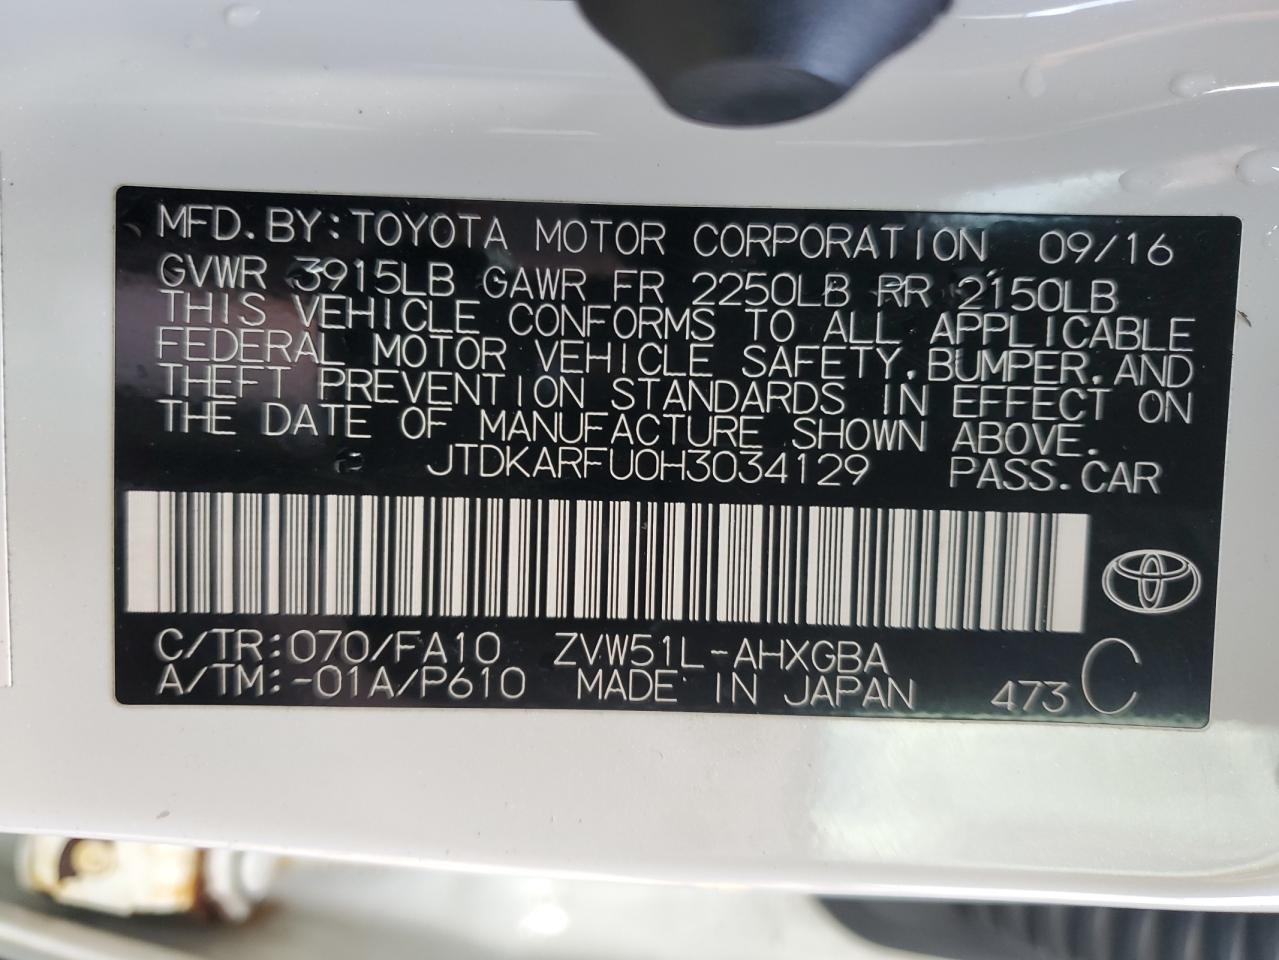 MFD. BY: TOYOTA MOTOR CORPORATION 09/16
GVWR 3915LB GAWR FR 2250LB RR 2150LB
THIS VEHICLE CONFORMS TO ALL APPLICABLE
FEDERAL MOTOR VEHICLE SAFETY, BUMPER, AND
THEFT PREVENTION STANDARDS IN EFFECT ON
THE DATE OF MANUFACTURE SHOWN ABOVE.
JTDKARFU0H3034129 PASS. CAR
C/TR: 070/FA10 ZVW51L-AHXGBA
A/TM: -01A/P610 MADE IN JAPAN 473 C